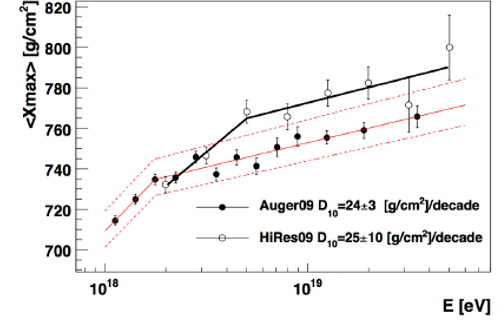 <Xmax> [g/cm²]
820
800
780
760
740
720
700
Auger09 D₁₀=24±3 [g/cm²]/decade
HiRes09 D₁₀=25±10 [g/cm²]/decade
10¹⁸
10¹⁹
E [eV]